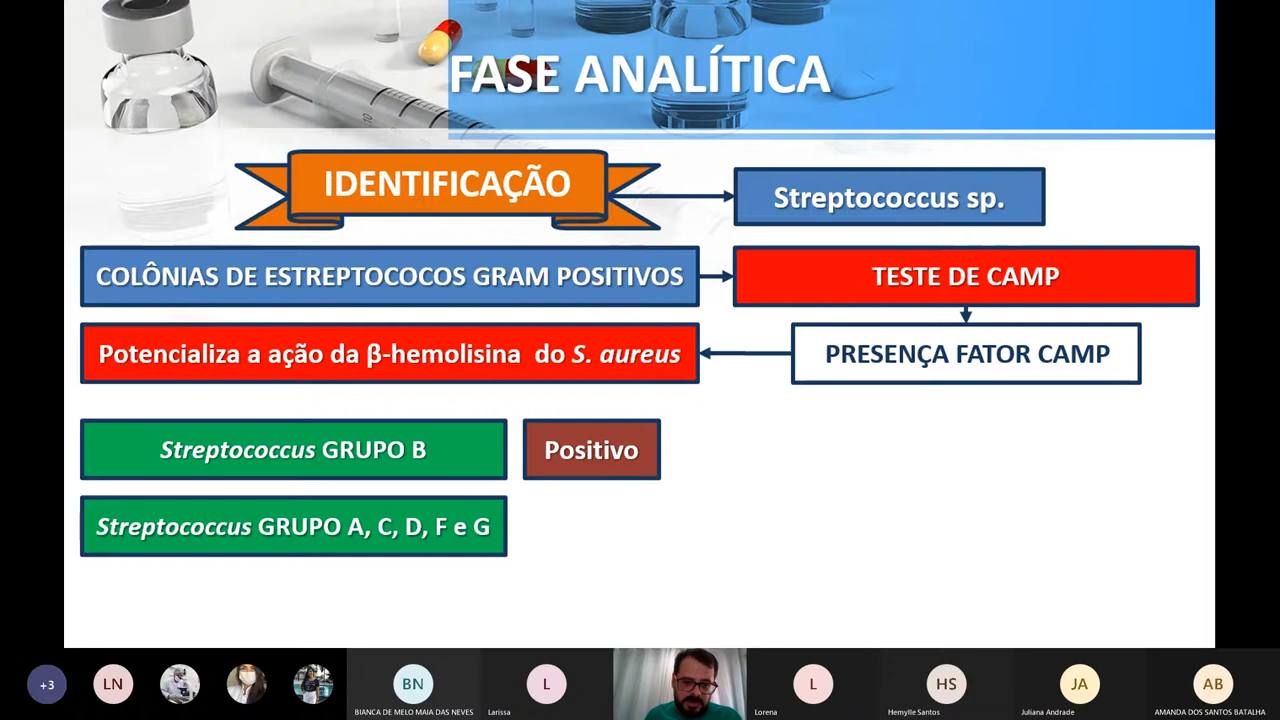 FASE ANALÍTICA
IDENTIFICAÇÃO
Streptococcus sp.
COLÔNIAS DE ESTREPTOCOCOS GRAM POSITIVOS
TESTE DE CAMP
Potencializa a ação da β-hemolisina do S. aureus
PRESENÇA FATOR CAMP
Streptococcus GRUPO B
Positivo
Streptococcus GRUPO A, C, D, F e G
+3
LN
BN
BIANCA DE MELO MAIA DAS NEVES
L
Larissa
L
Lorena
HS
Hemylle Santos
JA
Juliana Andrade
AB
AMANDA DOS SANTOS BATALHA